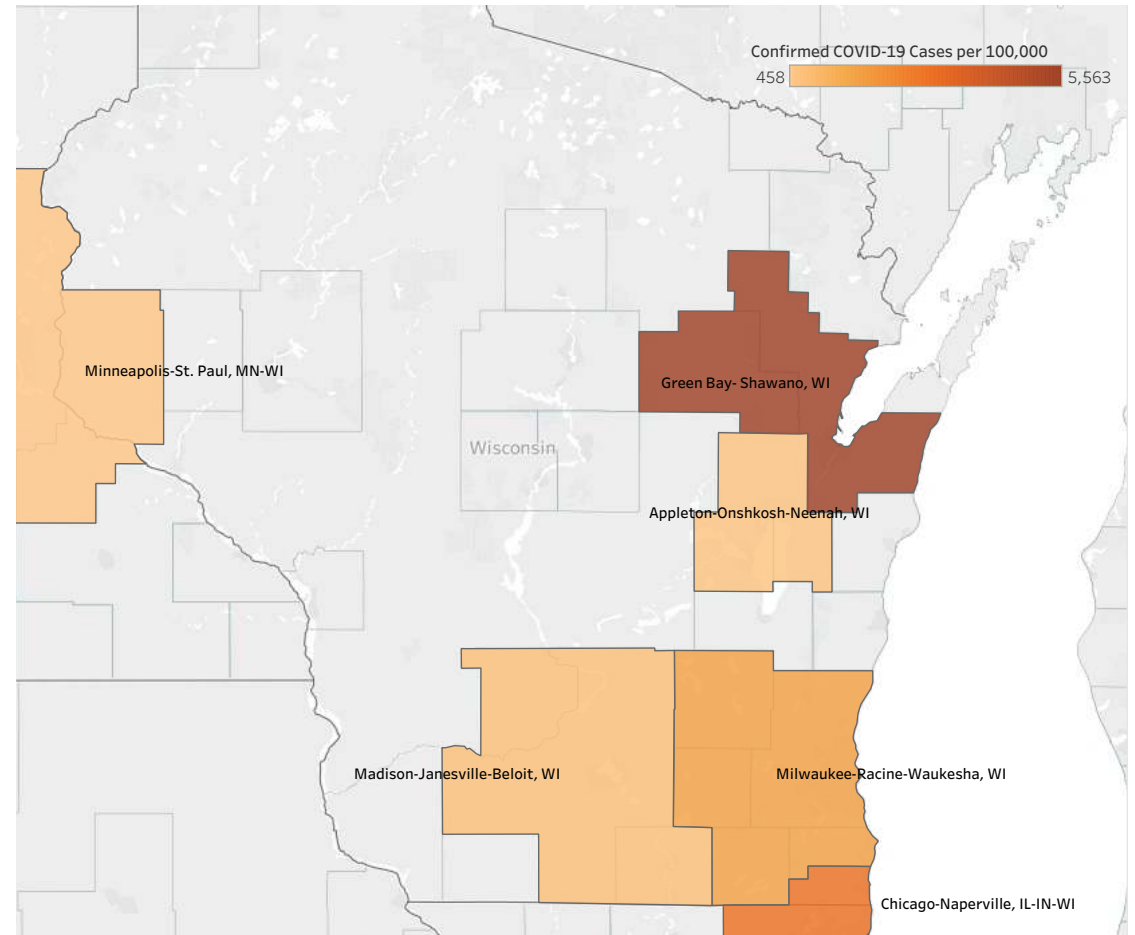 Confirmed COVID-19 Cases per 100,000
458 5,563
Minneapolis-St. Paul, MN-WI
Green Bay- Shawano, WI
Wisconsin
Appleton-Onshkosh-Neenah, WI
Madison-Janesville-Beloit, WI
Milwaukee-Racine-Waukesha, WI
Chicago-Naperville, IL-IN-WI